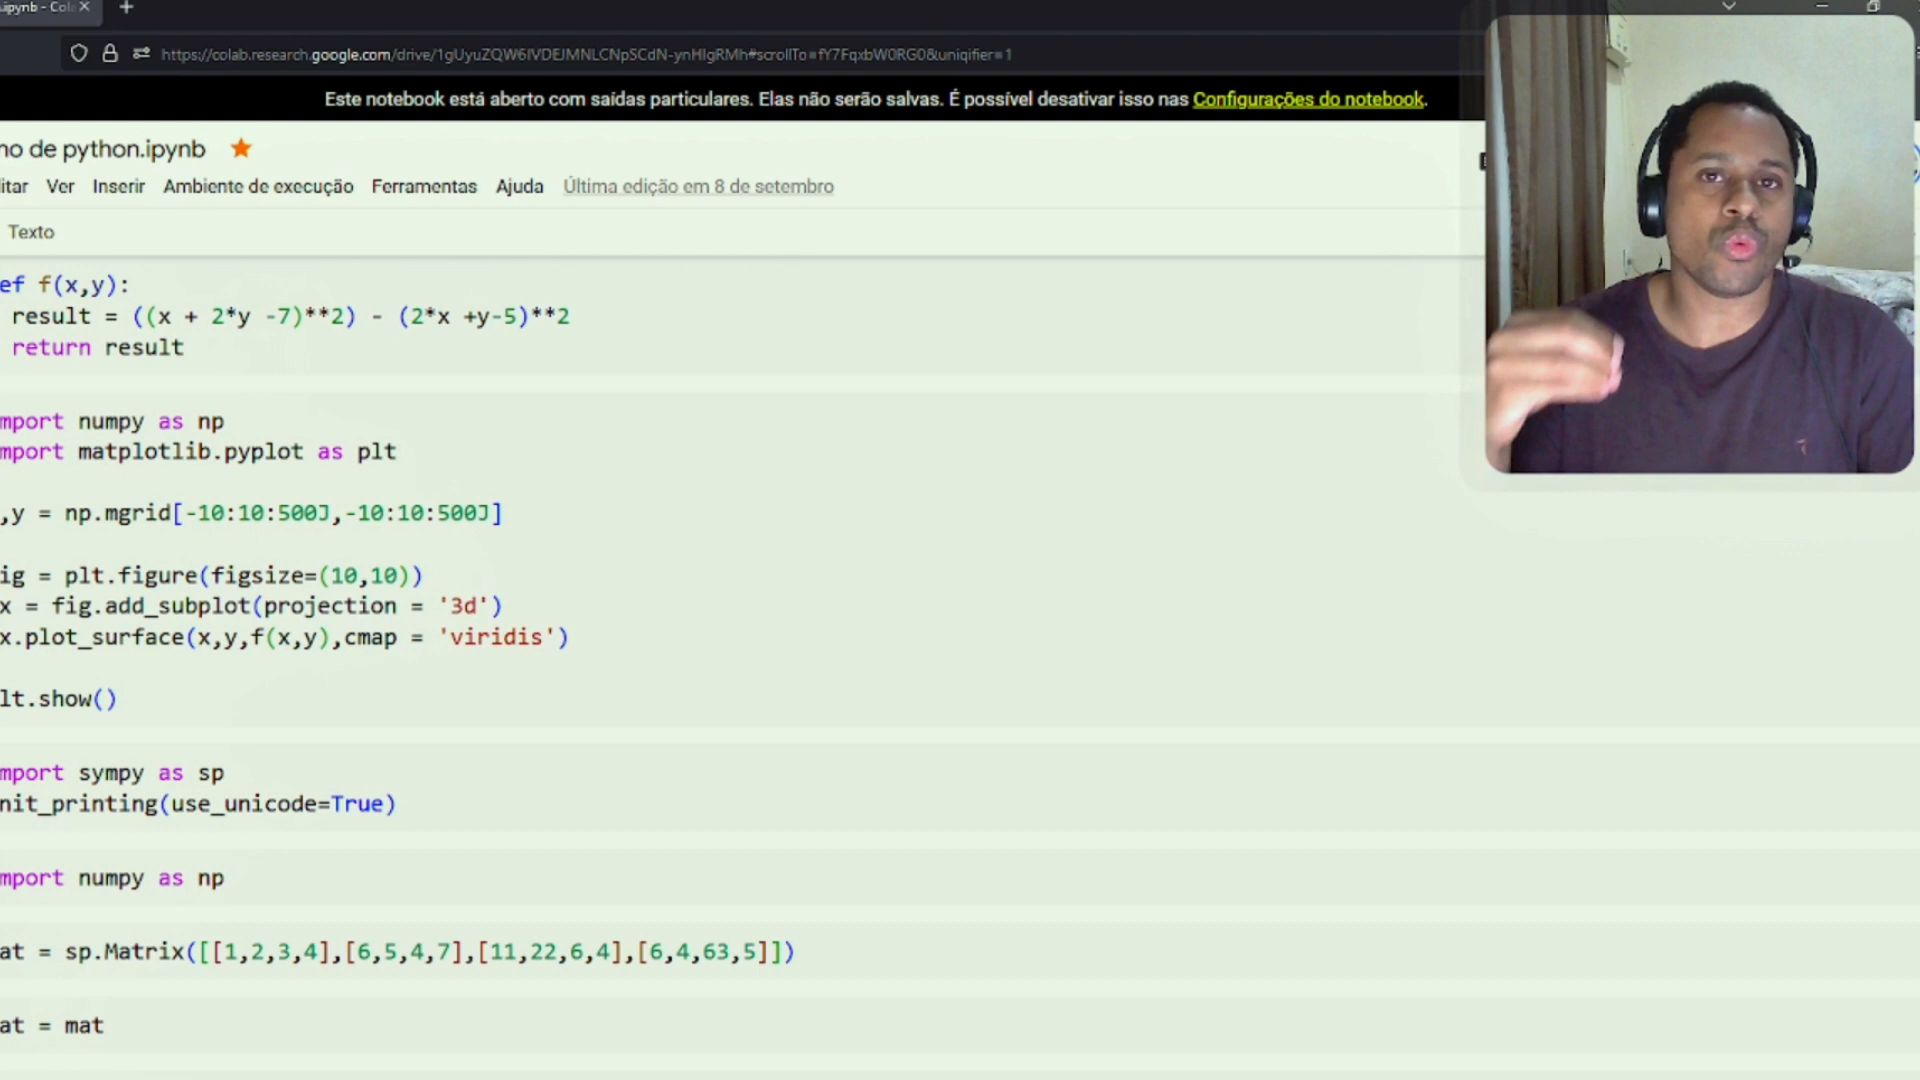 ipynb - Col
https://colab.research.google.com/drive/1gUyuZQW6IVDEJMNLCNpSCdN-ynHIgRMh#scrollTo=fY7FqxbW0RG0&uniqifier=1
Este notebook está aberto com saídas particulares. Elas não serão salvas. É possível desativar isso nas Configurações do notebook.
no de python.ipynb
itar Ver Inserir Ambiente de execução Ferramentas Ajuda Última edição em 8 de setembro
Texto
ef f(x,y):
result = ((x + 2*y -7)**2) - (2*x +y-5)**2
return result
mport numpy as np
mport matplotlib.pyplot as plt
,y = np.mgrid[-10:10:500J,-10:10:500J]
ig = plt.figure(figsize=(10,10))
x = fig.add_subplot(projection = '3d')
x.plot_surface(x,y,f(x,y),cmap = 'viridis')
lt.show()
mport sympy as sp
nit_printing(use_unicode=True)
mport numpy as np
at = sp.Matrix([[1,2,3,4],[6,5,4,7],[11,22,6,4],[6,4,63,5]])
at = mat